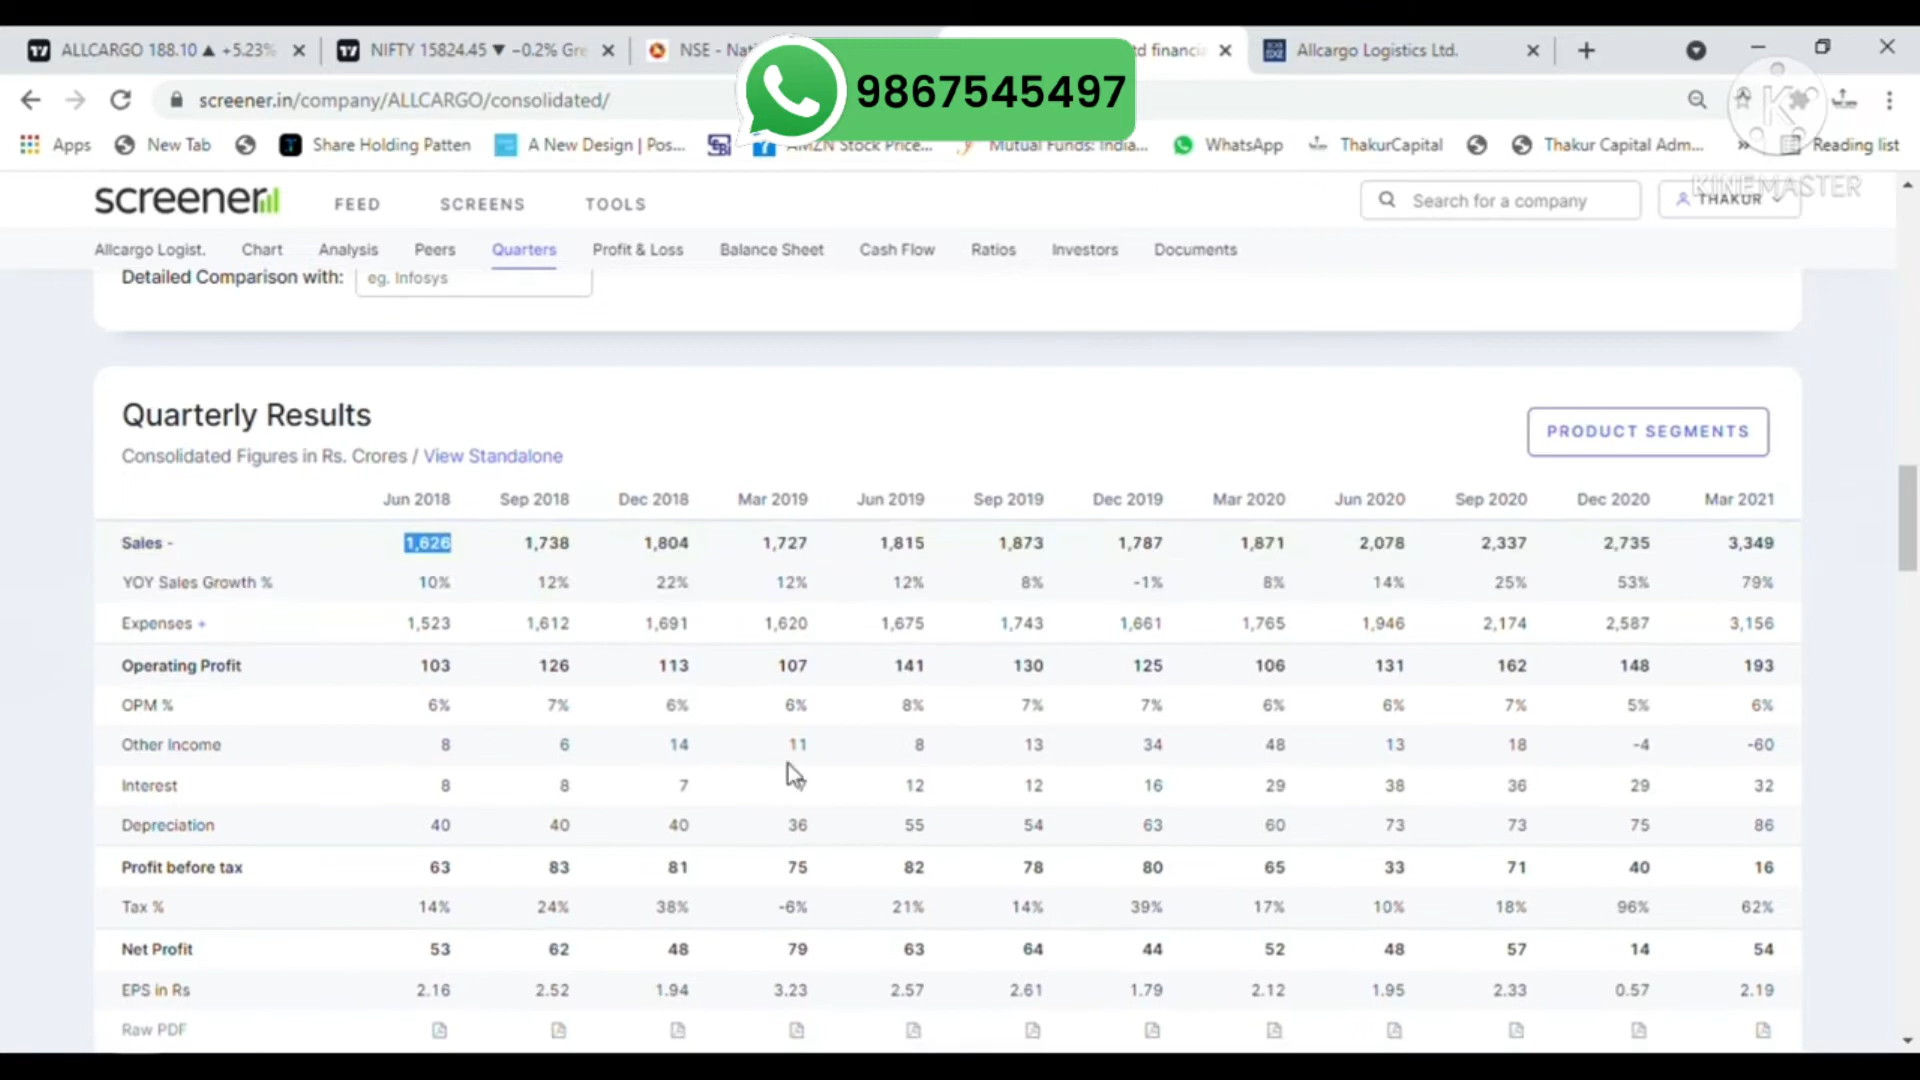 ALLCARGO 188.10 ▲ +5.23% NIFTY 15824.45 ▼ −0.2% Gre NSE - Nat td financia Allcargo Logistics Ltd.
9867545497
screener.in/company/ALLCARGO/consolidated/
Apps New Tab Share Holding Patten A New Design | Pos... AMZN Stock Price... Mutual Funds: India... WhatsApp ThakurCapital Thakur Capital Adm... » Reading list
KINEMASTER
screener FEED SCREENS TOOLS Search for a company THAKUR
Allcargo Logist. Chart Analysis Peers Quarters Profit & Loss Balance Sheet Cash Flow Ratios Investors Documents
Detailed Comparison with: eg. Infosys
Quarterly Results
PRODUCT SEGMENTS
Consolidated Figures in Rs. Crores / View Standalone
Jun 2018 Sep 2018 Dec 2018 Mar 2019 Jun 2019 Sep 2019 Dec 2019 Mar 2020 Jun 2020 Sep 2020 Dec 2020 Mar 2021
Sales - 1,626 1,738 1,804 1,727 1,815 1,873 1,787 1,871 2,078 2,337 2,735 3,349
YOY Sales Growth % 10% 12% 22% 12% 12% 8% -1% 8% 14% 25% 53% 79%
Expenses + 1,523 1,612 1,691 1,620 1,675 1,743 1,661 1,765 1,946 2,174 2,587 3,156
Operating Profit 103 126 113 107 141 130 125 106 131 162 148 193
OPM % 6% 7% 6% 6% 8% 7% 7% 6% 6% 7% 5% 6%
Other Income 8 6 14 11 8 13 34 48 13 18 -4 -60
Interest 8 8 7 12 12 16 29 38 36 29 32
Depreciation 40 40 40 36 55 54 63 60 73 73 75 86
Profit before tax 63 83 81 75 82 78 80 65 33 71 40 16
Tax % 14% 24% 38% -6% 21% 14% 39% 17% 10% 18% 96% 62%
Net Profit 53 62 48 79 63 64 44 52 48 57 14 54
EPS in Rs 2.16 2.52 1.94 3.23 2.57 2.61 1.79 2.12 1.95 2.33 0.57 2.19
Raw PDF